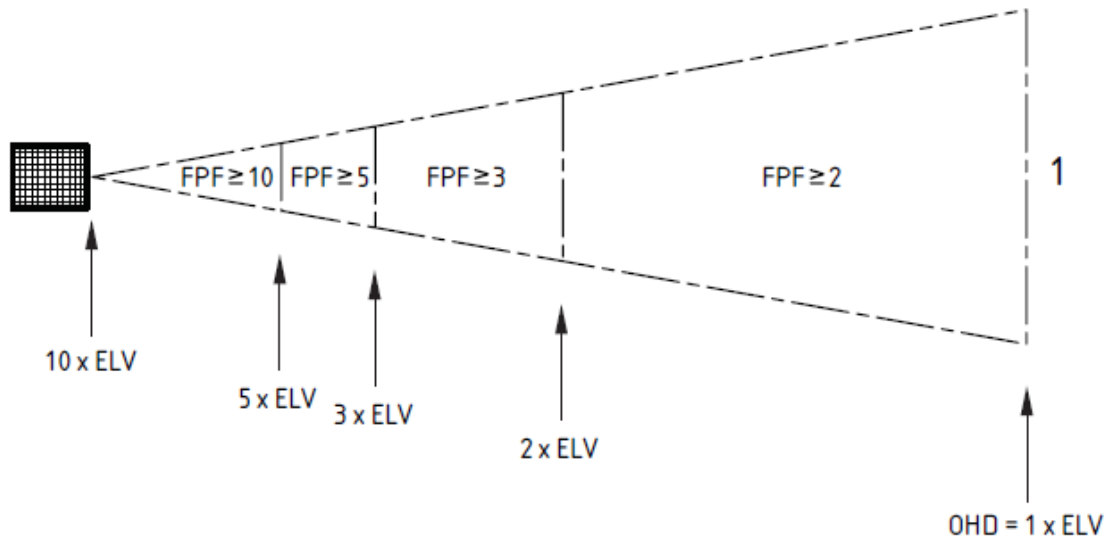 FPF≥10
FPF≥5
FPF≥3
FPF≥2
1
10 x ELV
5 x ELV
3 x ELV
2 x ELV
OHD = 1 x ELV